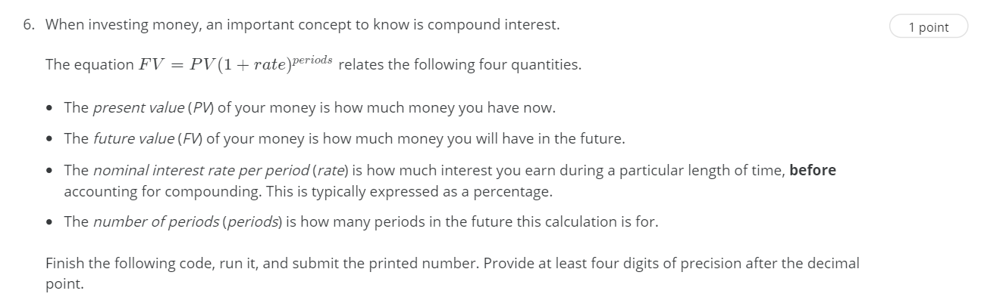 6. When investing money, an important concept to know is compound interest.
1 point
The equation FV = PV(1 + rate)^periods relates the following four quantities.
• The present value (PV) of your money is how much money you have now.
• The future value (FV) of your money is how much money you will have in the future.
• The nominal interest rate per period (rate) is how much interest you earn during a particular length of time, before
accounting for compounding. This is typically expressed as a percentage.
• The number of periods (periods) is how many periods in the future this calculation is for.
Finish the following code, run it, and submit the printed number. Provide at least four digits of precision after the decimal
point.